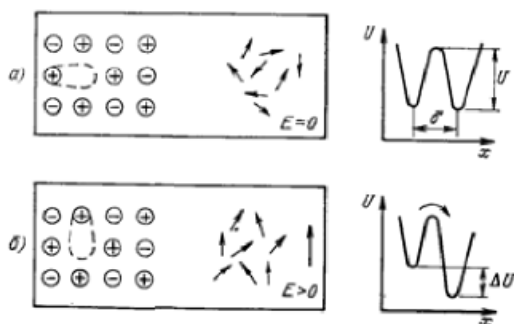 а)
⊖ ⊕ ⊖ ⊕
⊕ ⊕ ⊖
⊖ ⊕ ⊖ ⊕
E=0
U
U
δ
x
б)
⊖ ⊕ ⊖ ⊕
⊕ ⊕ ⊖
⊖ ⊕ ⊖ ⊕
E>0
U
ΔU
x